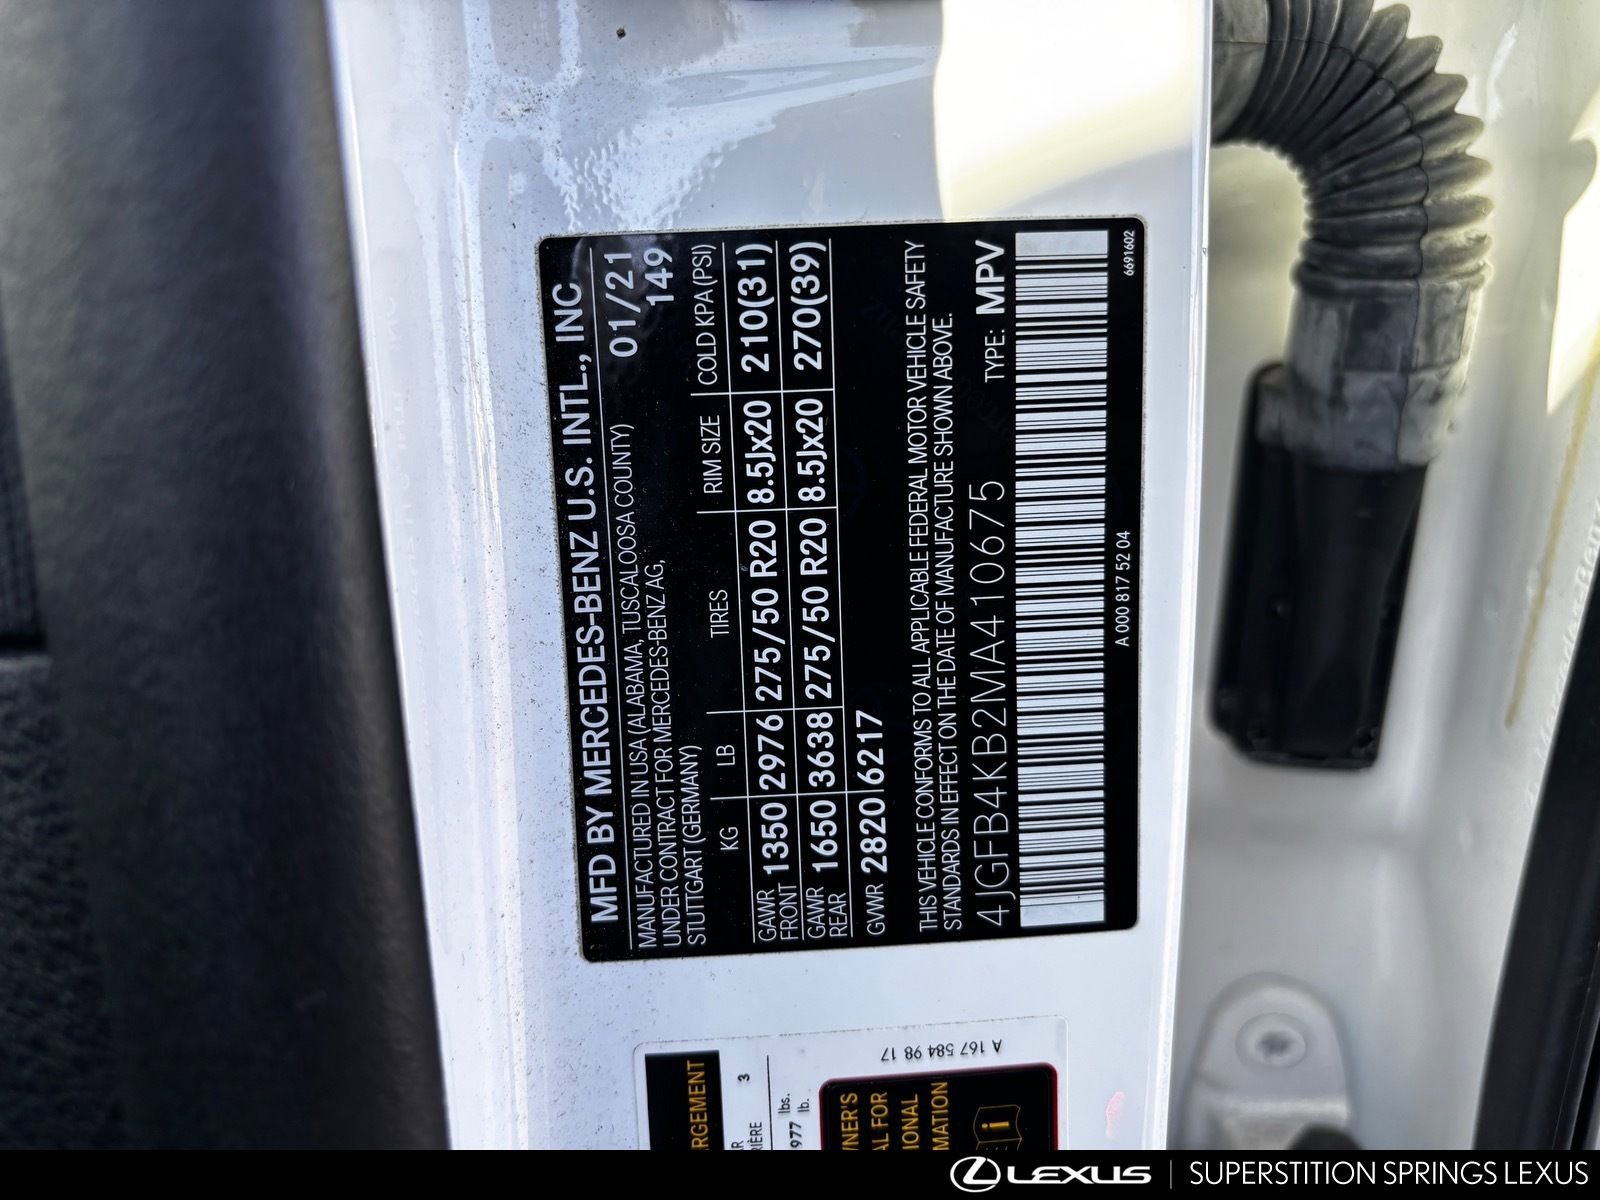 MFD BY MERCEDES-BENZ U.S. INTL., INC.
MANUFACTURED IN USA (ALABAMA, TUSCALOOSA COUNTY) 01/21
UNDER CONTRACT FOR MERCEDES-BENZ AG, 149
STUTTGART (GERMANY)
KG LB TIRES RIM SIZE COLD KPA (PSI)
GAWR FRONT 1350 2976 275/50 R20 8.5Jx20 210(31)
GAWR REAR 1650 3638 275/50 R20 8.5Jx20 270(39)
GVWR 2820 6217
THIS VEHICLE CONFORMS TO ALL APPLICABLE FEDERAL MOTOR VEHICLE SAFETY
STANDARDS IN EFFECT ON THE DATE OF MANUFACTURE SHOWN ABOVE.
4JGFB4KB2MA410675 TYPE: MPV
A 000 817 52 04 6691602
3
977 lbs.
lb.
A 167 584 98 17
LEXUS | SUPERSTITION SPRINGS LEXUS